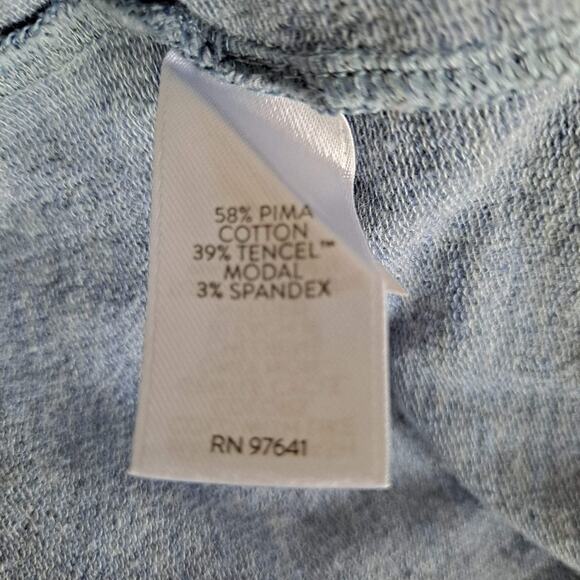 58% PIMA
COTTON
39% TENCEL™
MODAL
3% SPANDEX
RN 97641